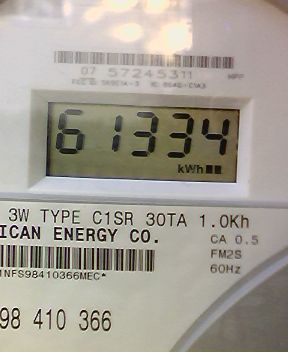 07 57245311
61334
kWh
3W TYPE C1SR 30TA 1.0Kh
ICAN ENERGY CO.
CA 0.5
FM2S
60Hz
1NFS98410366MEC*
98 410 366